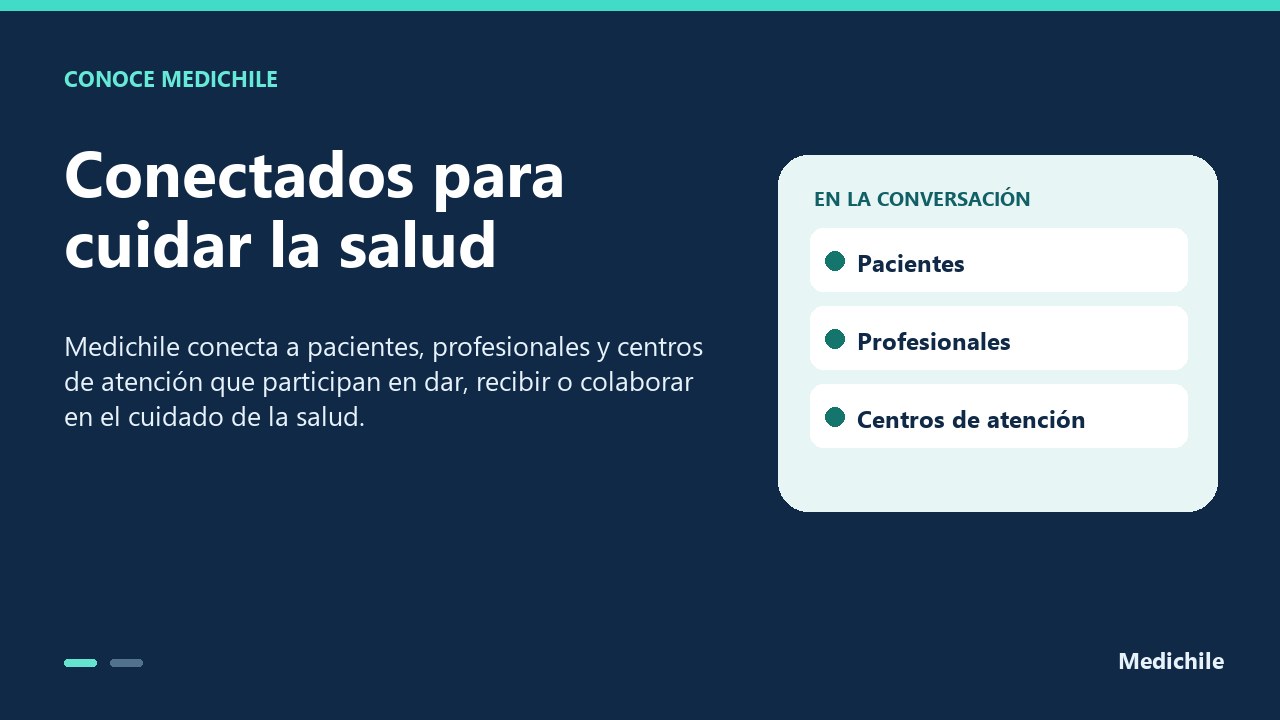 CONOCE MEDICHILE
Conectados para
cuidar la salud
Medichile conecta a pacientes, profesionales y centros
de atención que participan en dar, recibir o colaborar
en el cuidado de la salud.
EN LA CONVERSACIÓN
Pacientes
Profesionales
Centros de atención
Medichile